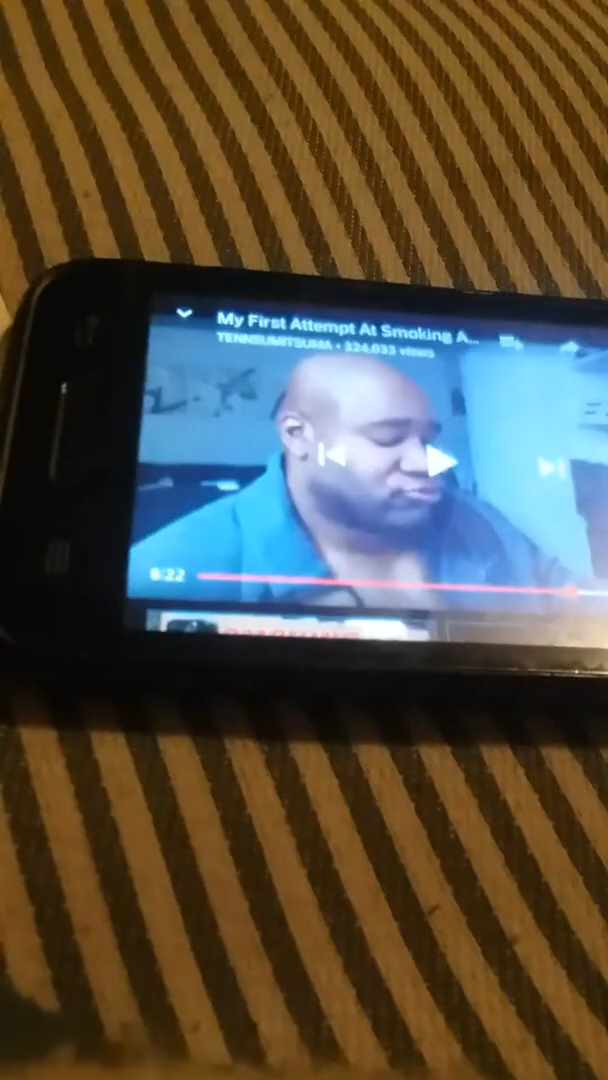 My First Attempt At Smoking A...
TENNSUMITSUMA • 324,033 views
6:22